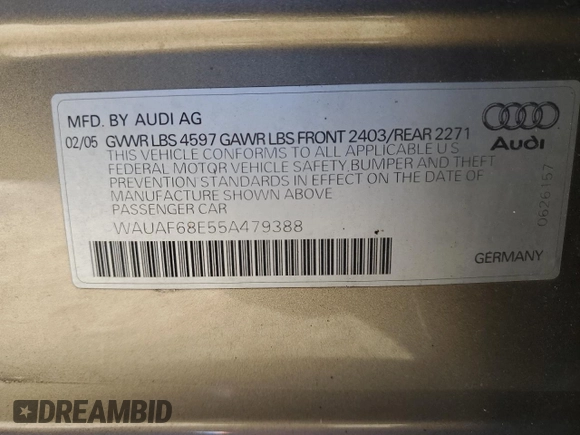 MFD. BY AUDI AG
02/05 GVWR LBS 4597 GAWR LBS FRONT 2403/REAR 2271
THIS VEHICLE CONFORMS TO ALL APPLICABLE U S
FEDERAL MOTOR VEHICLE SAFETY BUMPER AND THEFT
PREVENTION STANDARDS IN EFFECT ON THE DATE OF
MANUFACTURE SHOWN ABOVE
PASSENGER CAR
WAUAF68E55A479388
Audi
GERMANY
DREAMBID